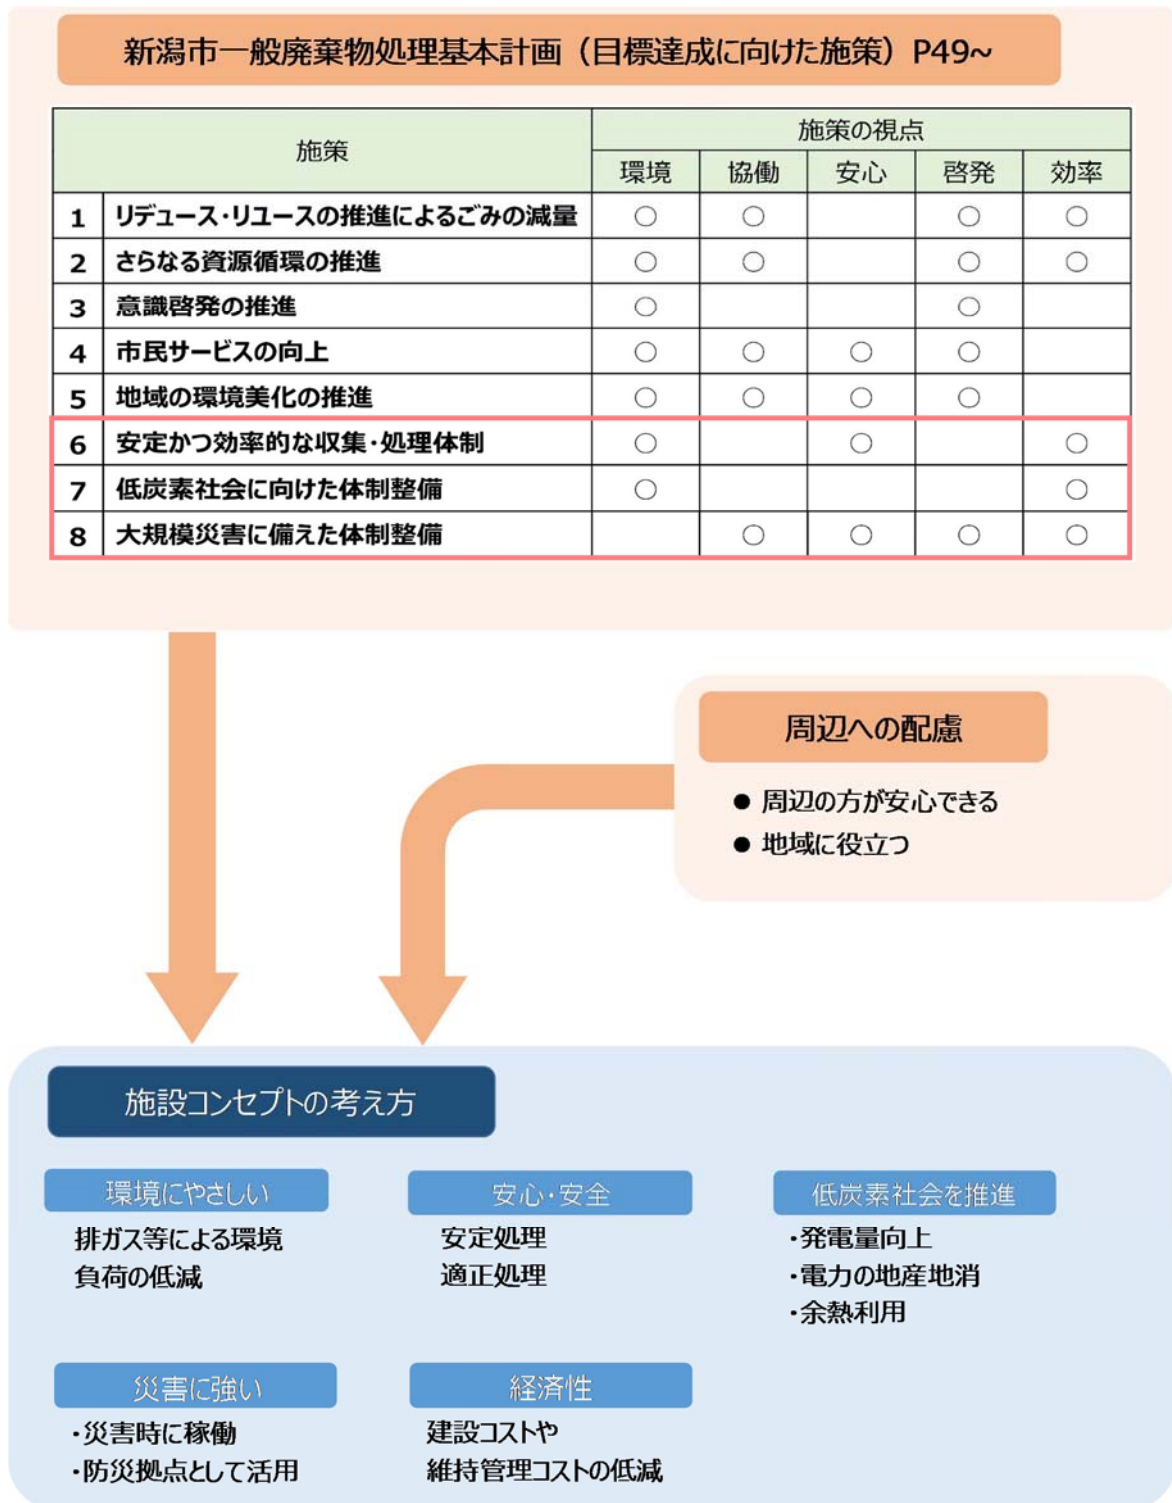 新潟市一般廃棄物処理基本計画（目標達成に向けた施策）P49~
施策 施策の視点
環境 協働 安心 啓発 効率
1 リデュース・リユースの推進によるごみの減量 ○ ○ ○ ○
2 さらなる資源循環の推進 ○ ○ ○ ○
3 意識啓発の推進 ○ ○
4 市民サービスの向上 ○ ○ ○ ○
5 地域の環境美化の推進 ○ ○ ○ ○
6 安定かつ効率的な収集・処理体制 ○ ○ ○
7 低炭素社会に向けた体制整備 ○ ○
8 大規模災害に備えた体制整備 ○ ○ ○ ○
周辺への配慮
● 周辺の方が安心できる
● 地域に役立つ
施設コンセプトの考え方
環境にやさしい
排ガス等による環境
負荷の低減
安心・安全
安定処理
適正処理
低炭素社会を推進
・発電量向上
・電力の地産地消
・余熱利用
災害に強い
・災害時に稼働
・防災拠点として活用
経済性
建設コストや
維持管理コストの低減